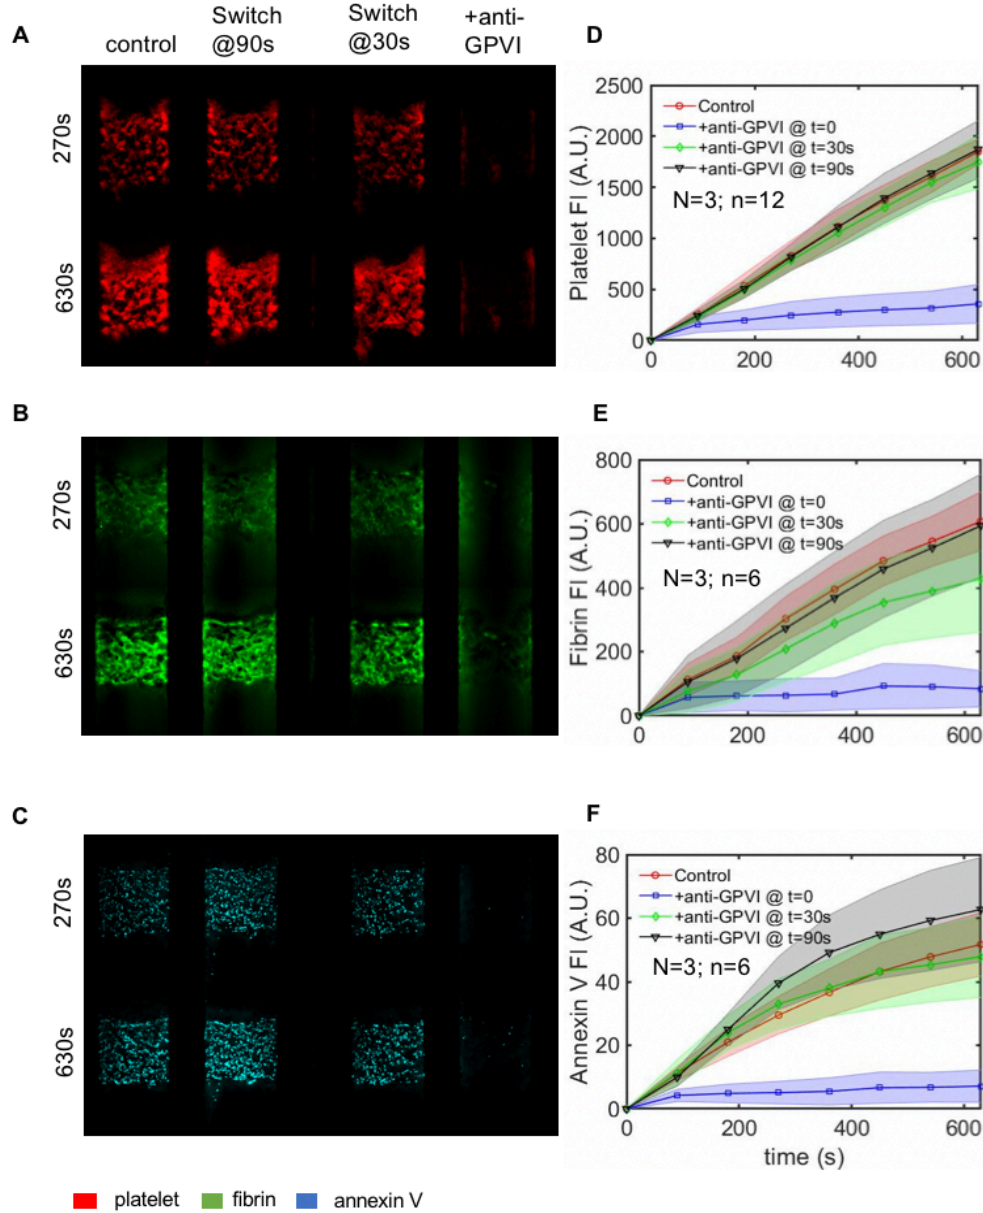 A
control
Switch
@90s
Switch
@30s
+anti-
GPVI
270s
630s
D
2500
2000
1500
1000
500
0
Platelet FI (A.U.)
Control
+anti-GPVI @ t=0
+anti-GPVI @ t=30s
+anti-GPVI @ t=90s
N=3; n=12
0 200 400 600
B
270s
630s
E
800
600
400
200
0
Fibrin FI (A.U.)
Control
+anti-GPVI @ t=0
+anti-GPVI @ t=30s
+anti-GPVI @ t=90s
N=3; n=6
0 200 400 600
C
270s
630s
F
80
60
40
20
0
Annexin V FI (A.U.)
Control
+anti-GPVI @ t=0
+anti-GPVI @ t=30s
+anti-GPVI @ t=90s
N=3; n=6
0 200 400 600
time (s)
platelet fibrin annexin V